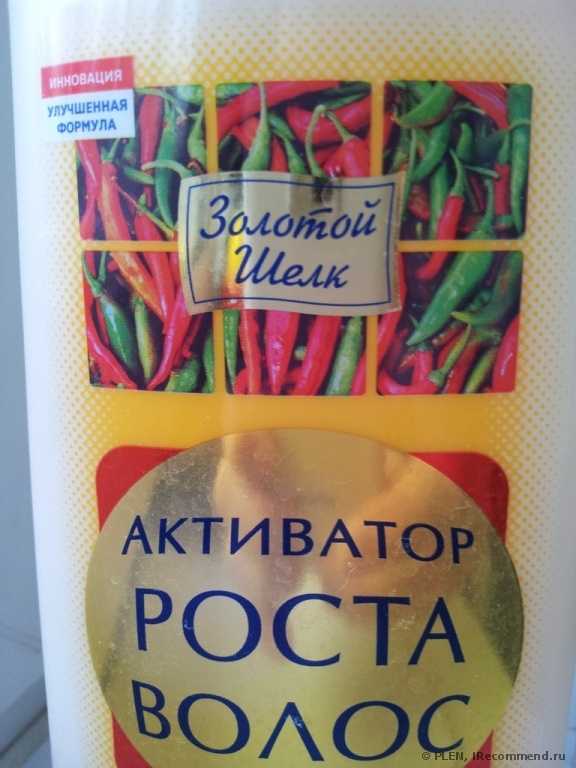 ИННОВАЦИЯ
УЛУЧШЕННАЯ
ФОРМУЛА
Золотой
Шелк
АКТИВАТОР
РОСТА
ВОЛОС
© PLEN, IRecommend.ru